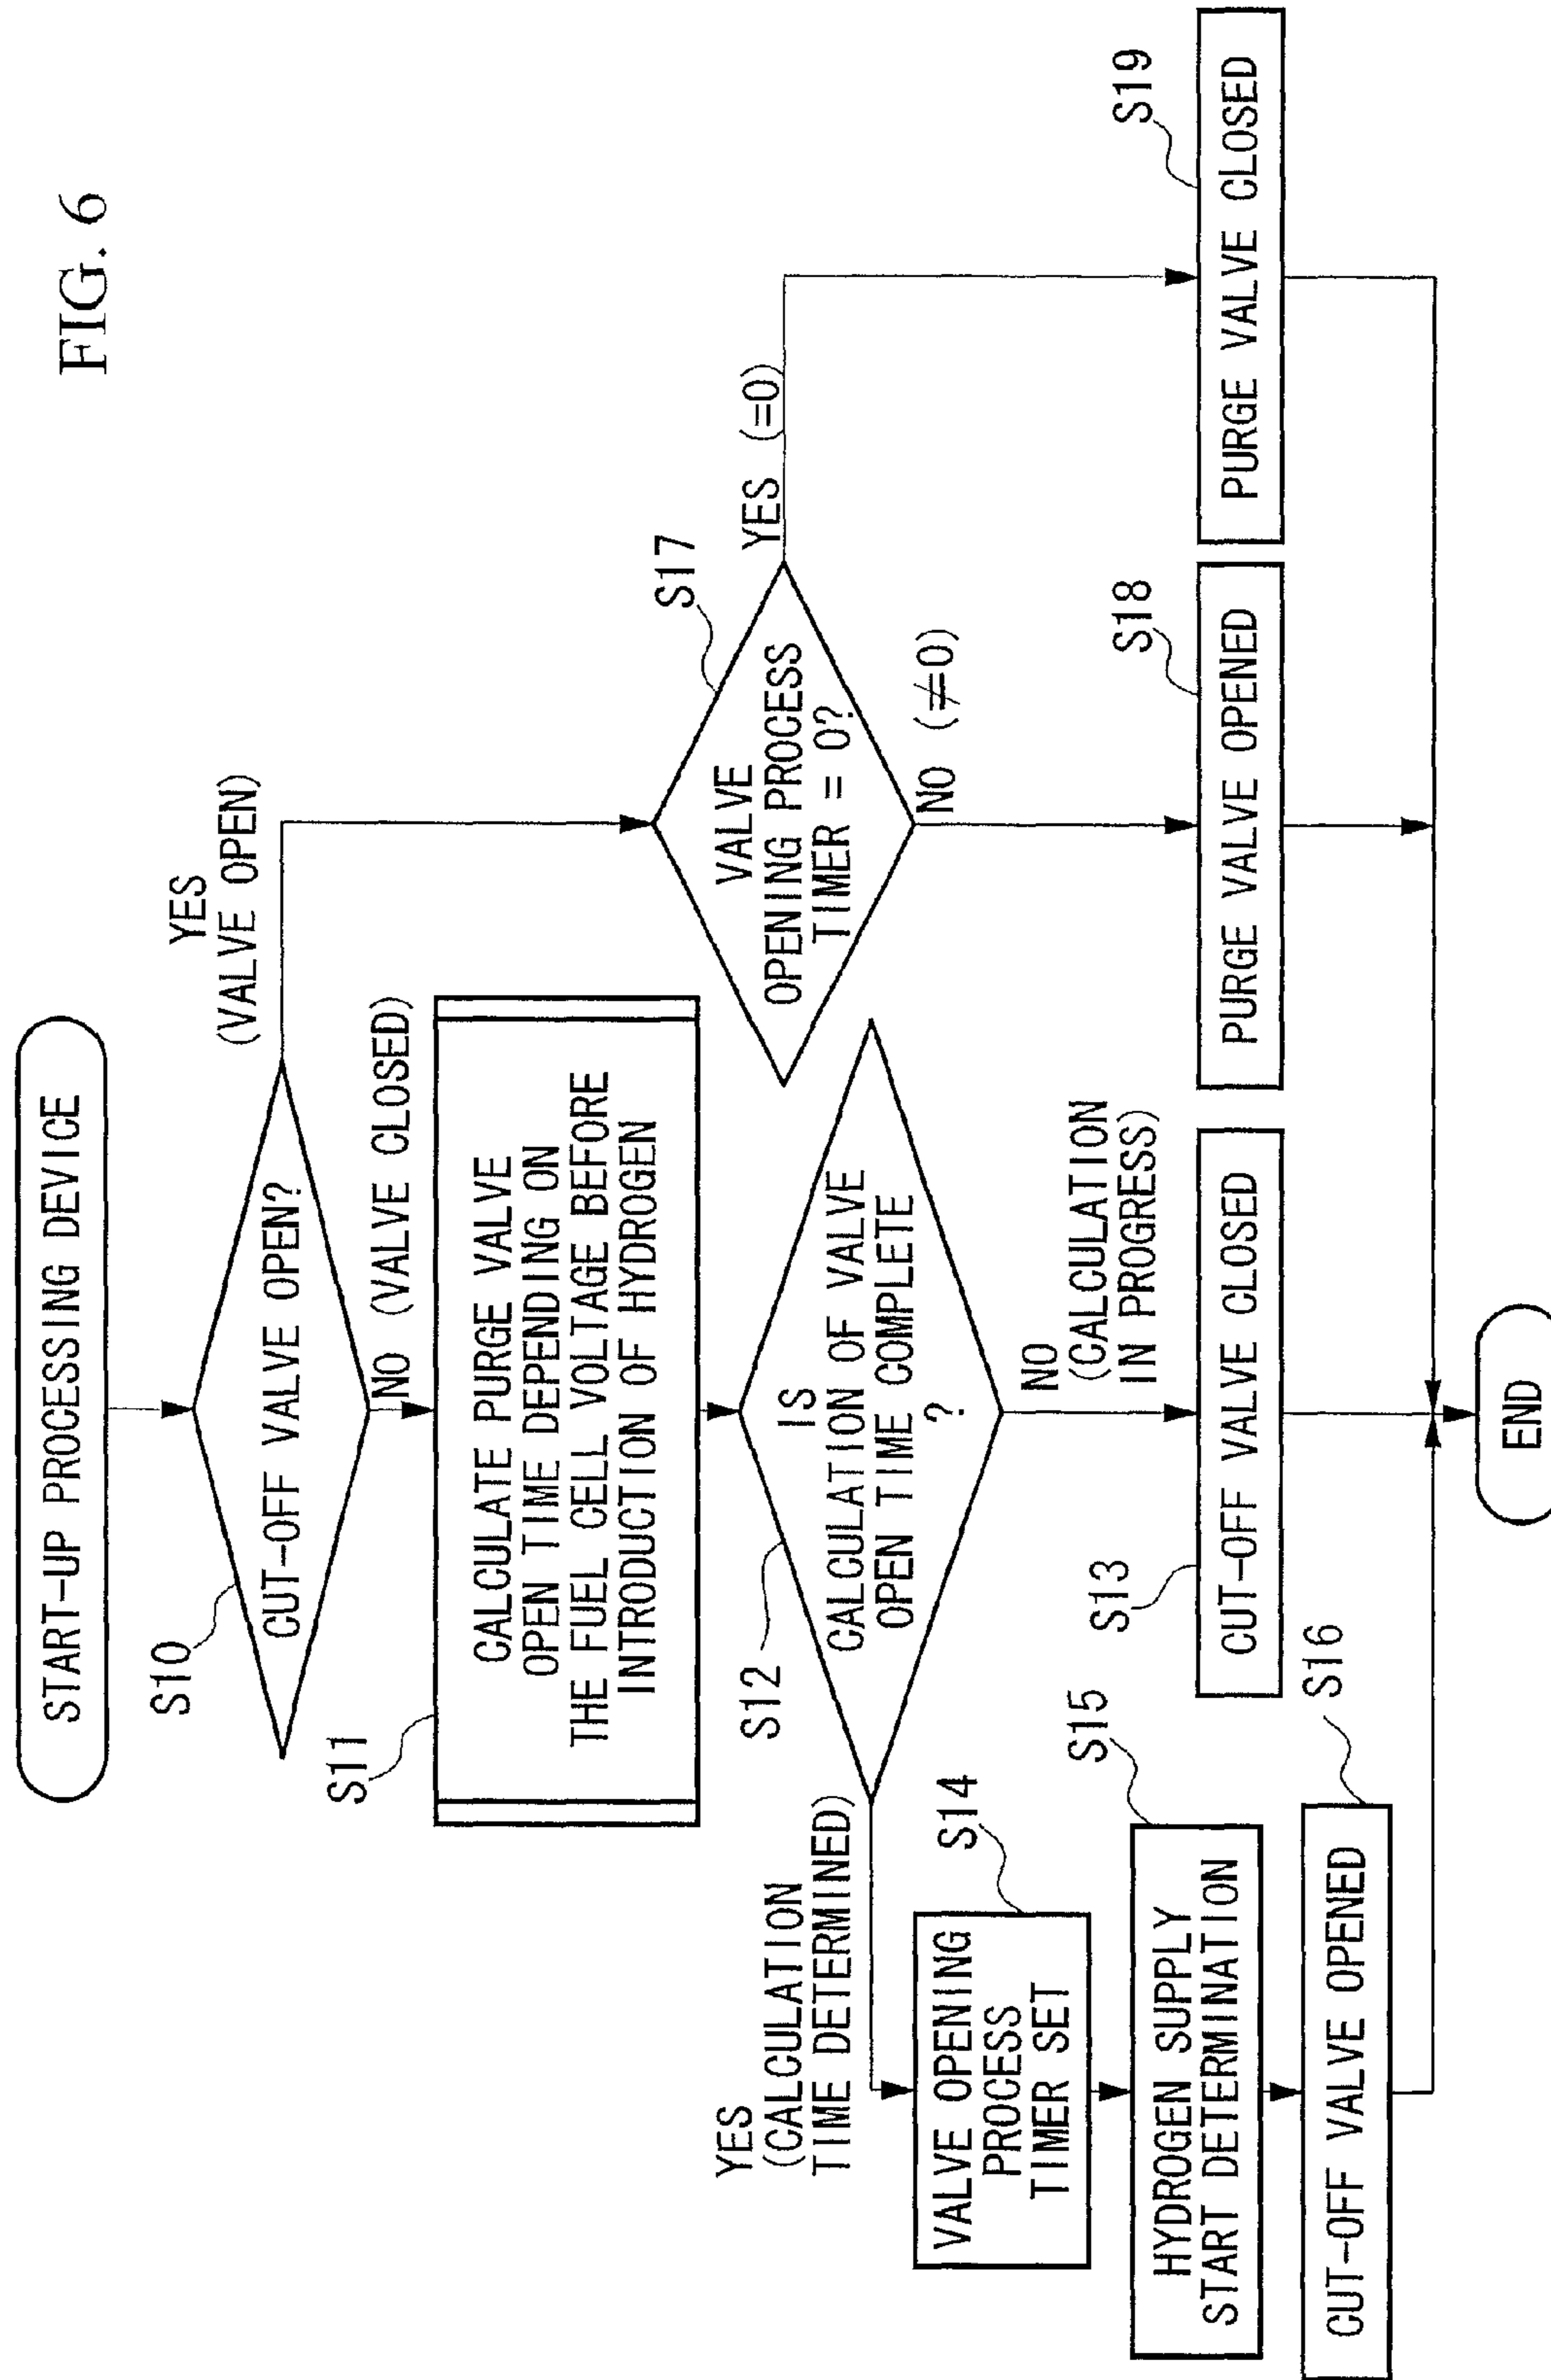 FIG. 6
START-UP PROCESSING DEVICE
S10
CUT-OFF VALVE OPEN?
YES
(VALVE OPEN)
NO (VALVE CLOSED)
S11
CALCULATE PURGE VALVE
OPEN TIME DEPENDING ON
THE FUEL CELL VOLTAGE BEFORE
INTRODUCTION OF HYDROGEN
S12
IS
CALCULATION OF VALVE
OPEN TIME COMPLETE
?
YES
(CALCULATION
TIME DETERMINED)
NO
(CALCULATION
IN PROGRESS)
S13
CUT-OFF VALVE CLOSED
S14
VALVE OPENING
PROCESS
TIMER SET
S15
HYDROGEN SUPPLY
START DETERMINATION
S16
CUT-OFF VALVE OPENED
S17
VALVE
OPENING PROCESS
TIMER = 0?
YES (=0)
NO (≠0)
S18
PURGE VALVE OPENED
S19
PURGE VALVE CLOSED
END